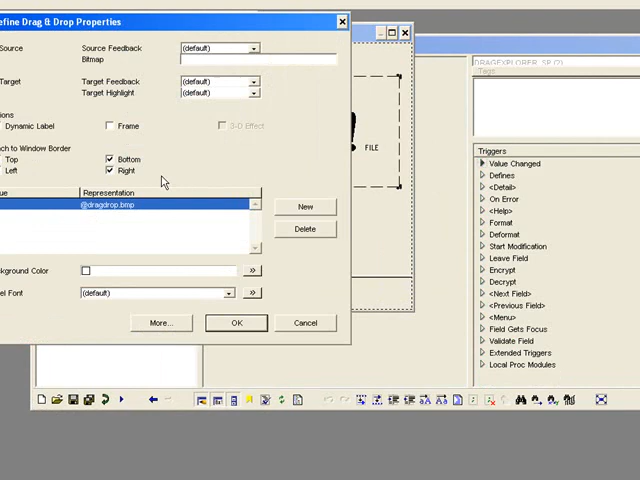 efine Drag & Drop Properties
Source
Source Feedback
(default)
Bitmap
Target
Target Feedback
(default)
Target Highlight
(default)
ions
Dynamic Label
Frame
3-D Effect
ach to Window Border
Top
Bottom
Left
Right
ue
Representation
@dragdrop.bmp
New
Delete
kground Color
>>
el Font
(default)
>>
More...
OK
Cancel
!
FILE
DRAGEXPLORER_SP (2)
Tags
Triggers
Value Changed
Defines
<Detail>
On Error
<Help>
Format
Deformat
Start Modification
Leave Field
Encrypt
Decrypt
<Next Field>
<Previous Field>
<Menu>
Field Gets Focus
Validate Field
Extended Triggers
Local Proc Modules